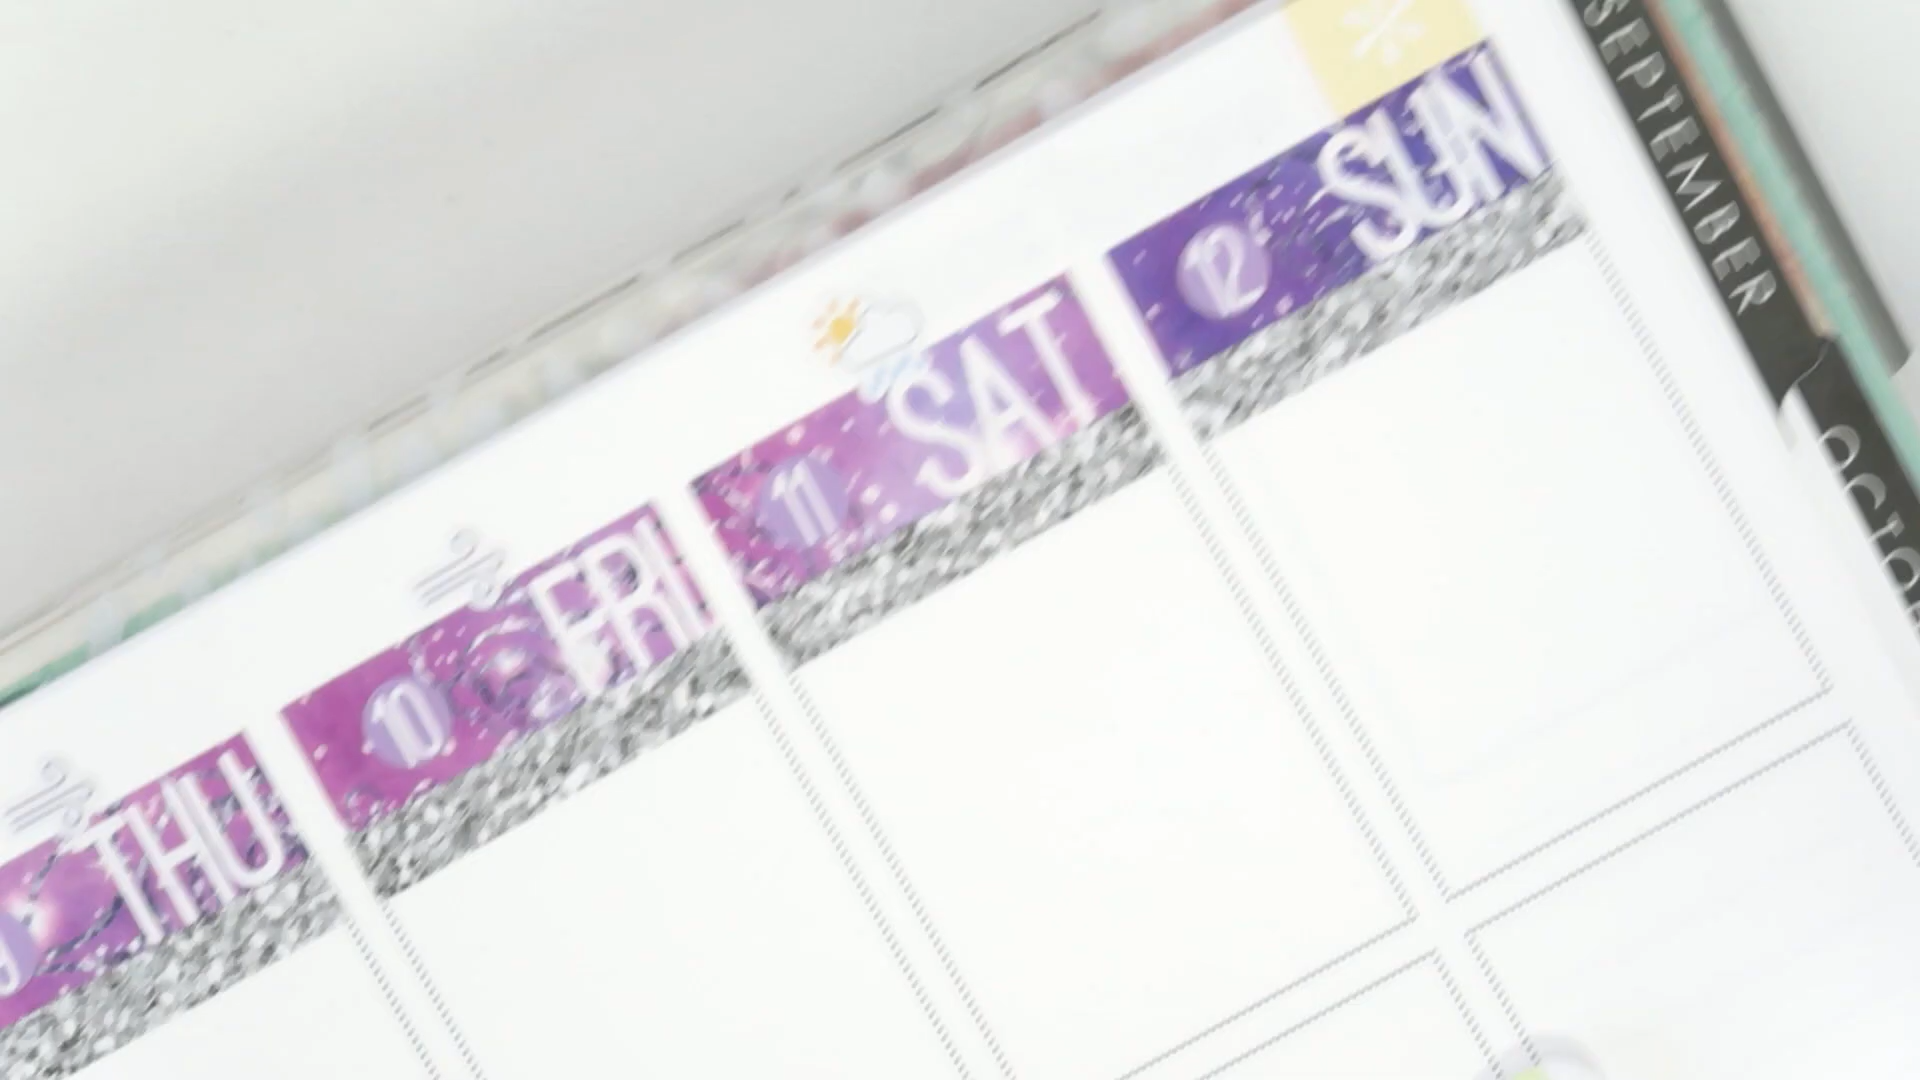 THU
10 FRI
11 SAT
12 SUN
SEPTEMBER